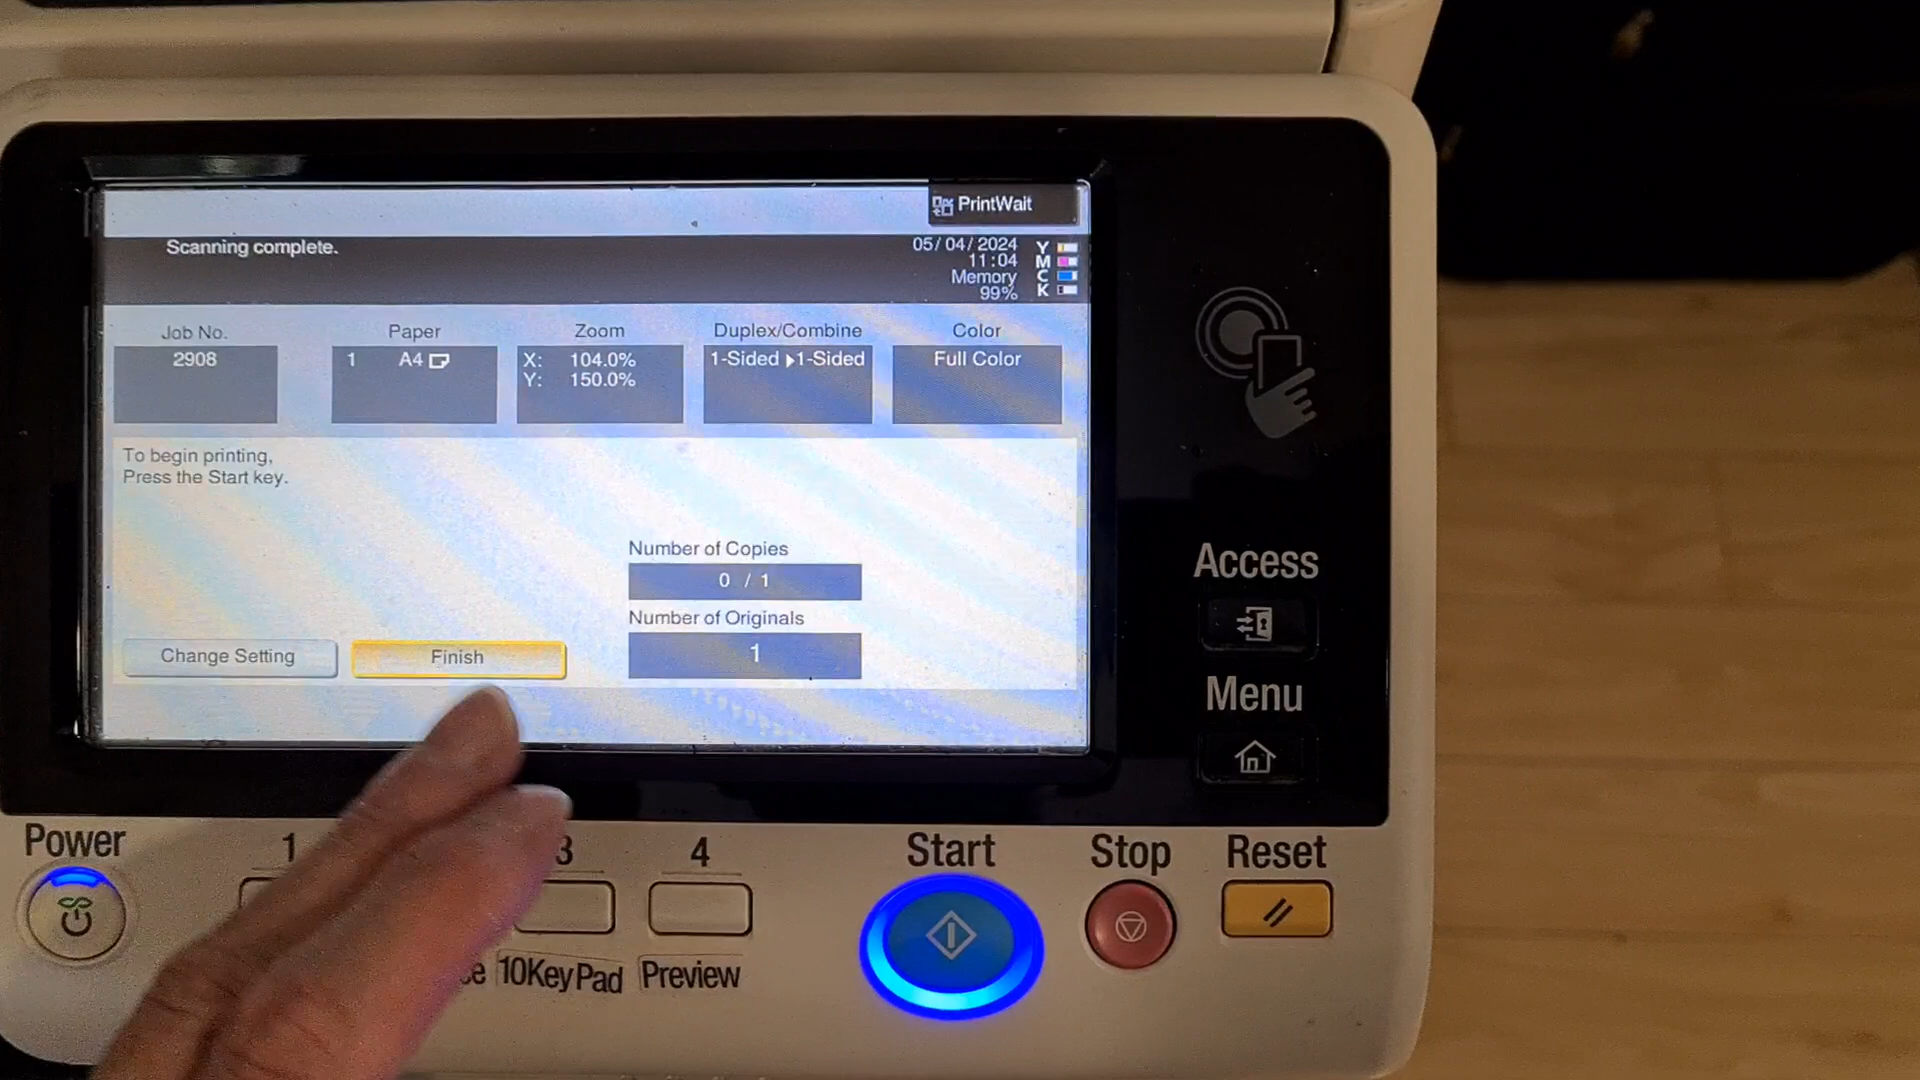 PrintWait
Scanning complete.
05/04/2024
11:04
Memory
99%
Y
M
C
K
Job No.
2908
Paper
1 A4
Zoom
X: 104.0%
Y: 150.0%
Duplex/Combine
1-Sided ▶1-Sided
Color
Full Color
To begin printing,
Press the Start key.
Number of Copies
0 / 1
Number of Originals
1
Change Setting
Finish
Access
Menu
Power
1
3
4
Start
Stop
Reset
10KeyPad
Preview